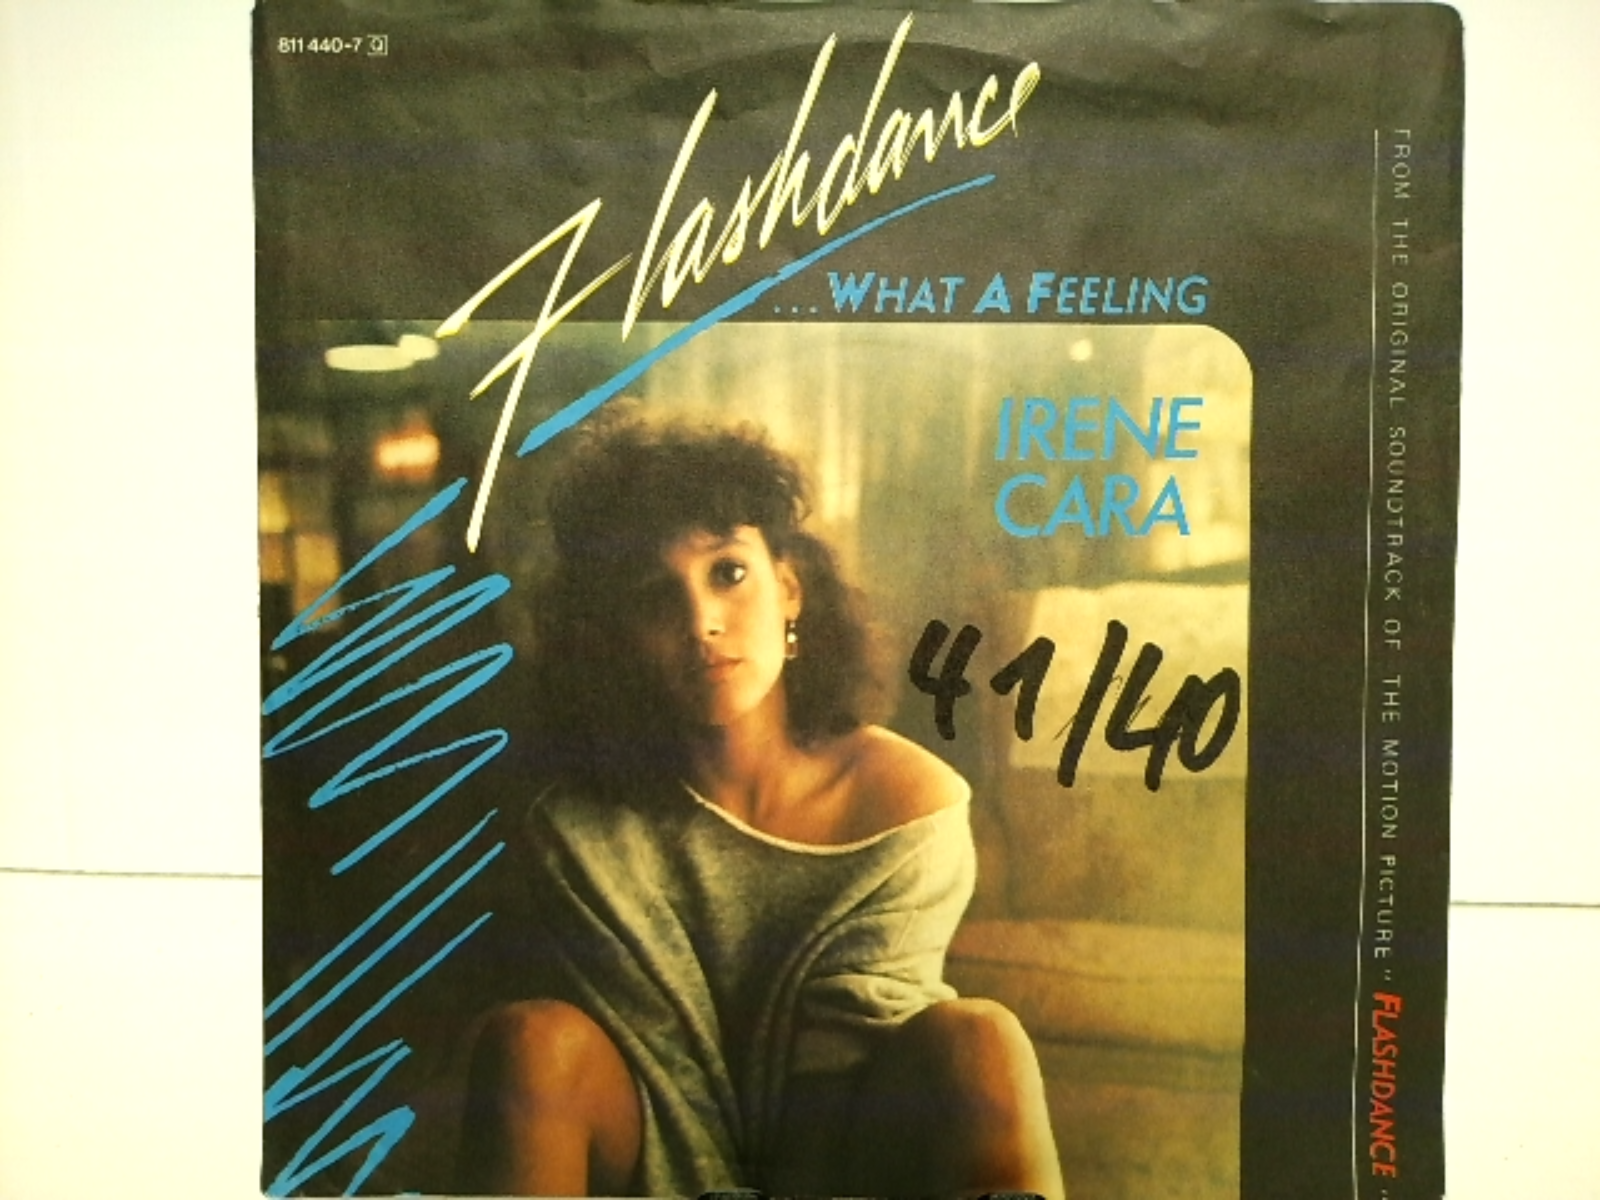 811 440-7 Q
Flashdance
...WHAT A FEELING
IRENE
CARA
41/40
FROM THE ORIGINAL SOUNDTRACK OF THE MOTION PICTURE "FLASHDANCE"